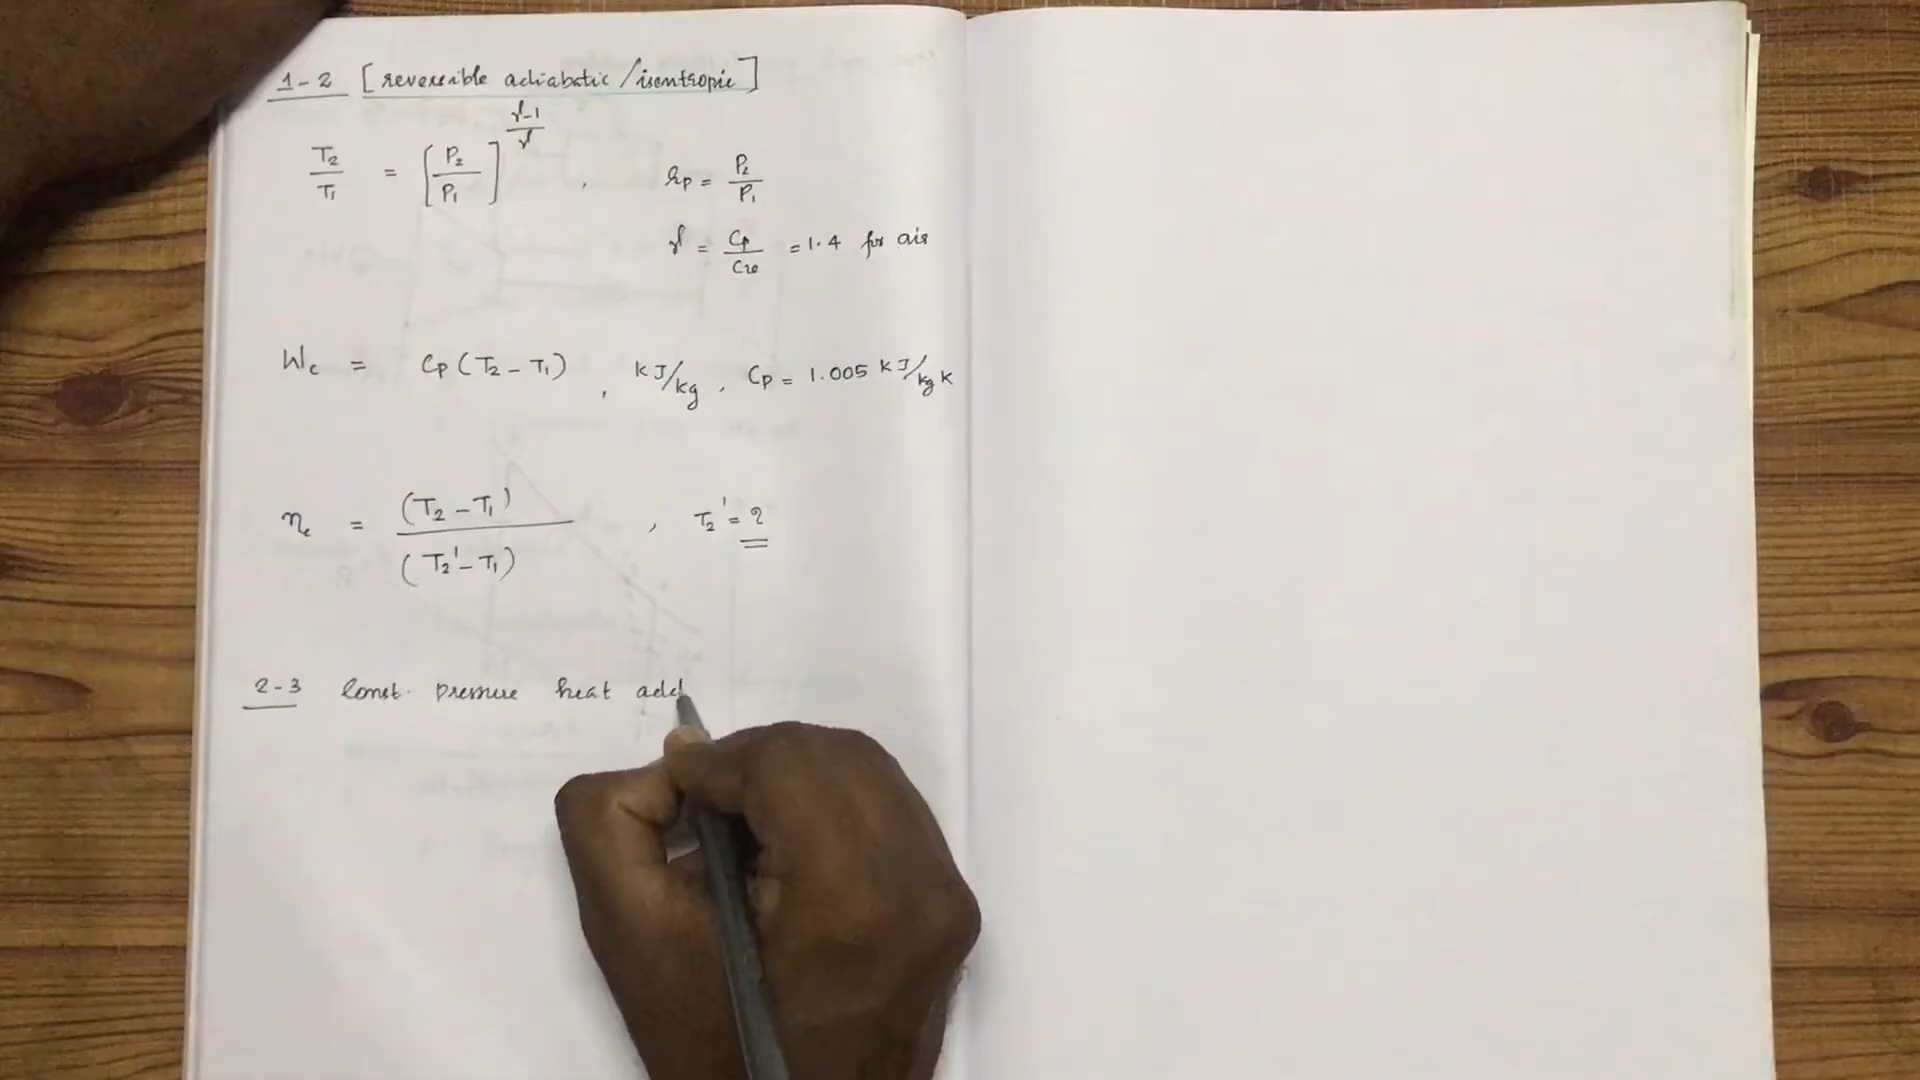 1-2 [reversible adiabatic/isentropic]
T₂/T₁ = [P₂/P₁]^(γ-1)/γ , rp = P₂/P₁
γ = Cp/Cv = 1.4 for air
Wc = Cp(T₂ - T₁) , kJ/kg , Cp = 1.005 kJ/kg K
ηc = (T₂ - T₁)/(T₂' - T₁) , T₂' = ?
2-3 Const. pressure heat add